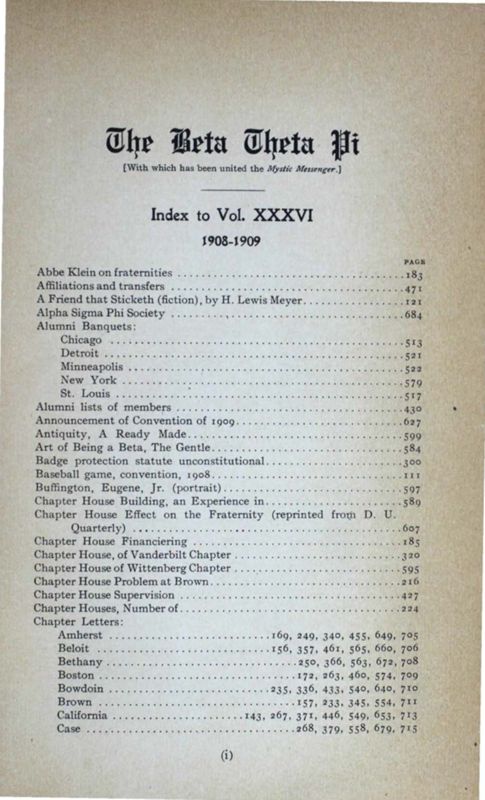 The Beta Theta Pi
[With which has been united the Mystic Messenger.]
Index to Vol. XXXVI
1908-1909
PAGE
Abbe Klein on fraternities ........ 183
Affiliations and transfers ........ 471
A Friend that Sticketh (fiction), by H. Lewis Meyer ........ 121
Alpha Sigma Phi Society ........ 684
Alumni Banquets:
Chicago ........ 513
Detroit ........ 521
Minneapolis ........ 522
New York ........ 579
St. Louis ........ 517
Alumni lists of members ........ 430
Announcement of Convention of 1909 ........ 627
Antiquity, A Ready Made ........ 599
Art of Being a Beta, The Gentle ........ 584
Badge protection statute unconstitutional ........ 300
Baseball game, convention, 1908 ........ 111
Buffington, Eugene, Jr. (portrait) ........ 597
Chapter House Building, an Experience in ........ 589
Chapter House Effect on the Fraternity (reprinted from D. U.
Quarterly) ........ 607
Chapter House Financiering ........ 185
Chapter House, of Vanderbilt Chapter ........ 320
Chapter House of Wittenberg Chapter ........ 595
Chapter House Problem at Brown ........ 216
Chapter House Supervision ........ 427
Chapter Houses, Number of ........ 224
Chapter Letters:
Amherst ........ 169, 249, 340, 455, 649, 705
Beloit ........ 156, 357, 461, 565, 660, 706
Bethany ........ 250, 366, 563, 672, 708
Boston ........ 172, 263, 460, 574, 709
Bowdoin ........ 235, 336, 433, 540, 640, 710
Brown ........ 157, 233, 345, 554, 711
California ........ 143, 267, 371, 446, 549, 653, 713
Case ........ 268, 379, 558, 679, 715
(i)